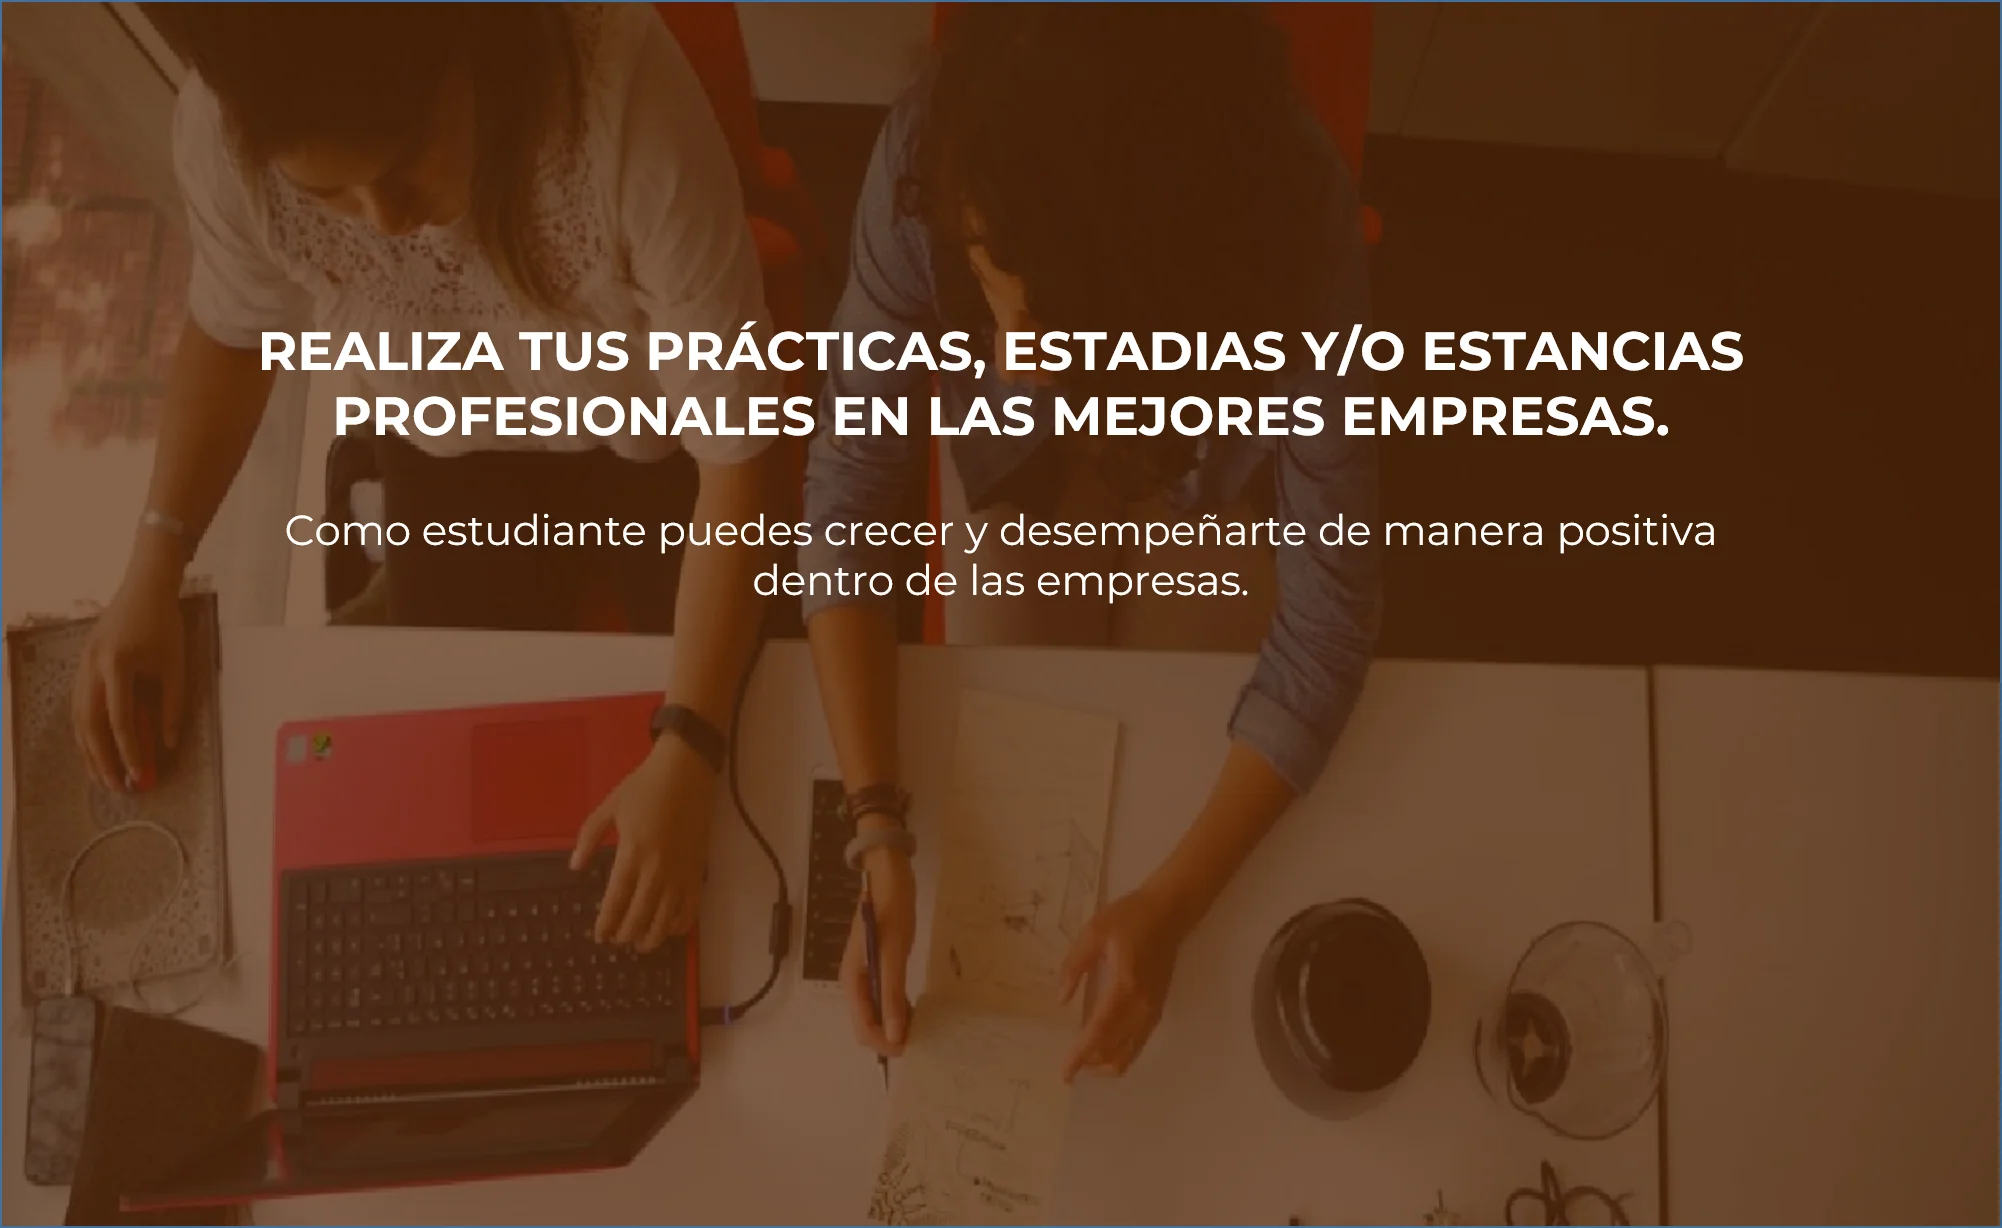 REALIZA TUS PRÁCTICAS, ESTADIAS Y/O ESTANCIAS
PROFESIONALES EN LAS MEJORES EMPRESAS.
Como estudiante puedes crecer y desempeñarte de manera positiva
dentro de las empresas.